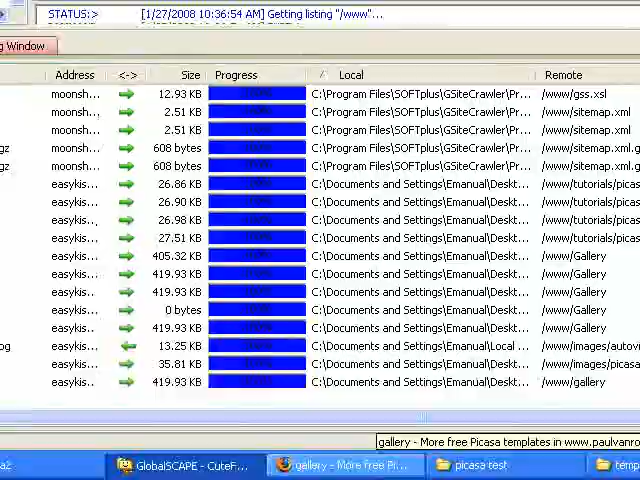 STATUS:> [1/27/2008 10:36:54 AM] Getting listing "/www"...
g Window
Address <-> Size Progress / Local Remote
moonsh... 12.93 KB C:\Program Files\SOFTplus\GSiteCrawler\Pr... /www/gss.xsl
moonsh... 2.51 KB C:\Program Files\SOFTplus\GSiteCrawler\Pr... /www/sitemap.xml
moonsh... 2.51 KB C:\Program Files\SOFTplus\GSiteCrawler\Pr... /www/sitemap.xml
gz moonsh... 608 bytes C:\Program Files\SOFTplus\GSiteCrawler\Pr... /www/sitemap.xml.g
gz moonsh... 608 bytes C:\Program Files\SOFTplus\GSiteCrawler\Pr... /www/sitemap.xml.g
easykis... 26.86 KB C:\Documents and Settings\Emanual\Deskt... /www/tutorials/picas
easykis... 26.90 KB C:\Documents and Settings\Emanual\Deskt... /www/tutorials/picas
easykis... 26.98 KB C:\Documents and Settings\Emanual\Deskt... /www/tutorials/picas
easykis... 27.51 KB C:\Documents and Settings\Emanual\Deskt... /www/tutorials/picas
easykis... 405.32 KB C:\Documents and Settings\Emanual\Deskt... /www/Gallery
easykis... 419.93 KB C:\Documents and Settings\Emanual\Deskt... /www/Gallery
easykis... 419.93 KB C:\Documents and Settings\Emanual\Deskt... /www/Gallery
easykis... 0 bytes C:\Documents and Settings\Emanual\Deskt... /www/Gallery
easykis... 419.93 KB C:\Documents and Settings\Emanual\Deskt... /www/Gallery
og easykis... 13.25 KB C:\Documents and Settings\Emanual\Local ... /www/images/autovi
easykis... 35.81 KB C:\Documents and Settings\Emanual\Deskt... /www/images/picasa
easykis... 419.93 KB C:\Documents and Settings\Emanual\Deskt... /www/gallery
gallery - More free Picasa templates in www.paulvanro
GlobalSCAPE - CuteF... gallery - More free Pi... picasa test temp